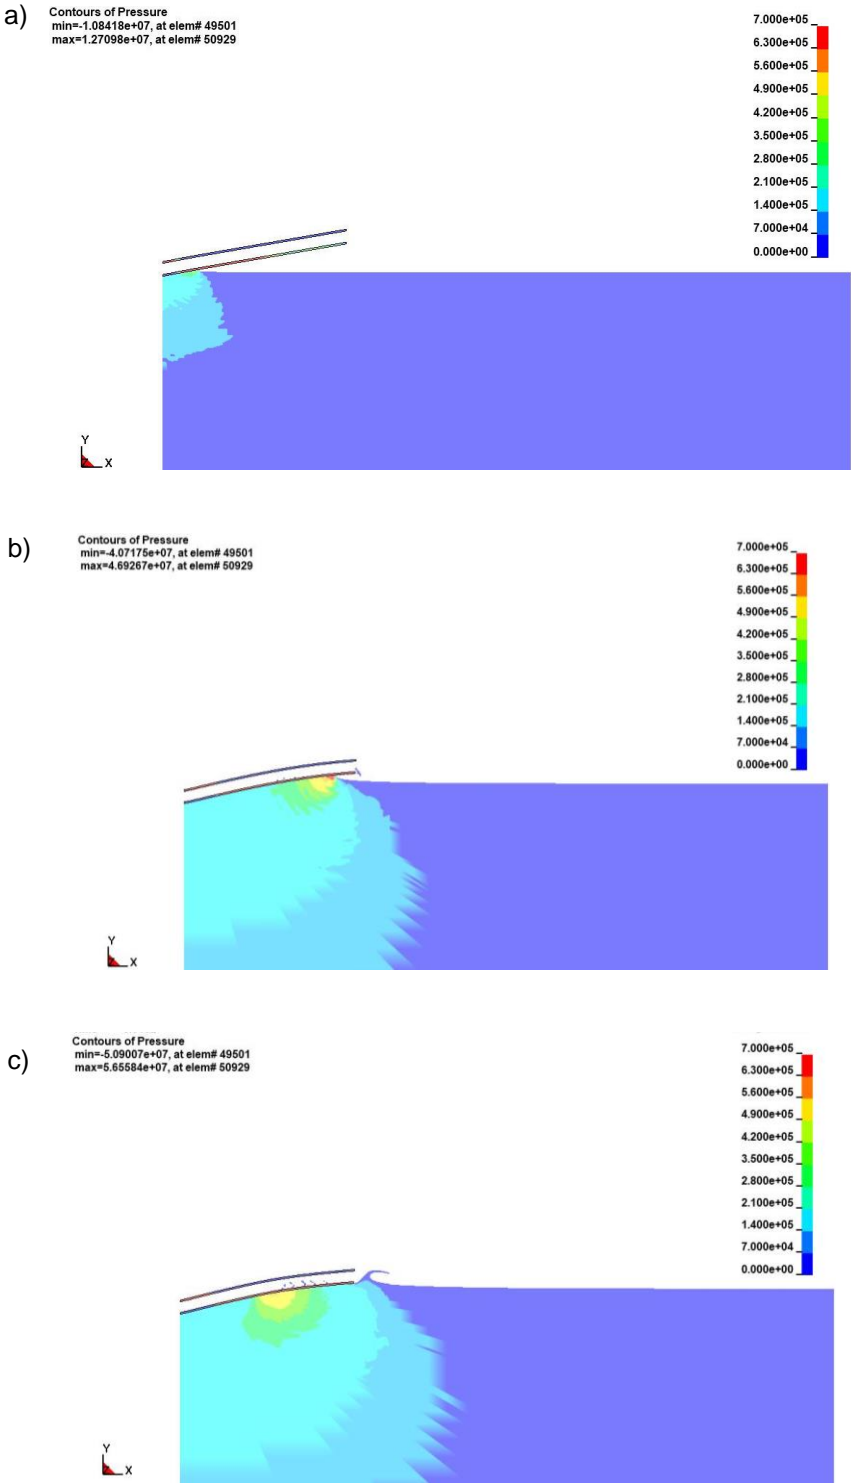 a)
Contours of Pressure
min=-1.08418e+07, at elem# 49501
max=1.27098e+07, at elem# 50929
7.000e+05
6.300e+05
5.600e+05
4.900e+05
4.200e+05
3.500e+05
2.800e+05
2.100e+05
1.400e+05
7.000e+04
0.000e+00
Y
X
b)
Contours of Pressure
min=-4.07175e+07, at elem# 49501
max=4.69267e+07, at elem# 50929
7.000e+05
6.300e+05
5.600e+05
4.900e+05
4.200e+05
3.500e+05
2.800e+05
2.100e+05
1.400e+05
7.000e+04
0.000e+00
Y
X
c)
Contours of Pressure
min=-5.09007e+07, at elem# 49501
max=5.65584e+07, at elem# 50929
7.000e+05
6.300e+05
5.600e+05
4.900e+05
4.200e+05
3.500e+05
2.800e+05
2.100e+05
1.400e+05
7.000e+04
0.000e+00
Y
X